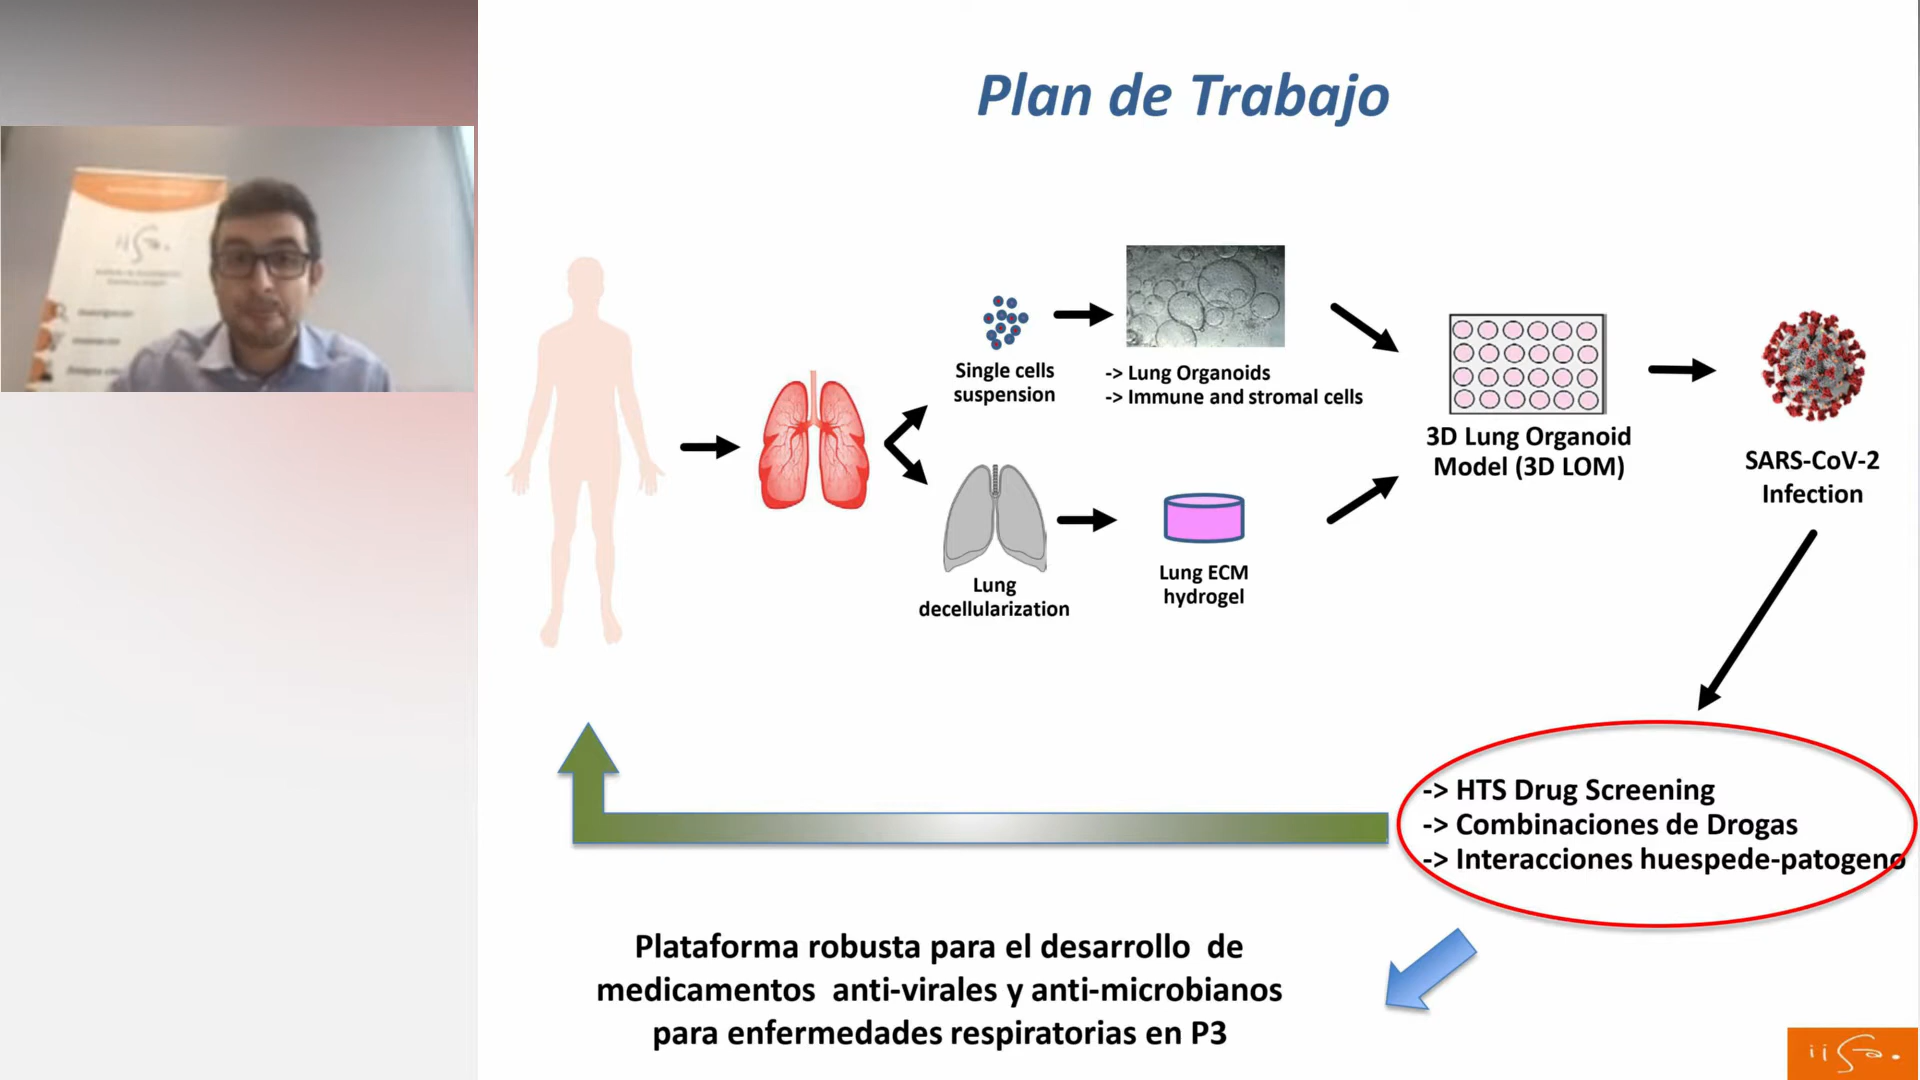 Plan de Trabajo
Single cells
suspension
-> Lung Organoids
-> Immune and stromal cells
Lung
decellularization
Lung ECM
hydrogel
3D Lung Organoid
Model (3D LOM)
SARS-CoV-2
Infection
-> HTS Drug Screening
-> Combinaciones de Drogas
-> Interacciones huespede-patogeno
Plataforma robusta para el desarrollo de
medicamentos anti-virales y anti-microbianos
para enfermedades respiratorias en P3